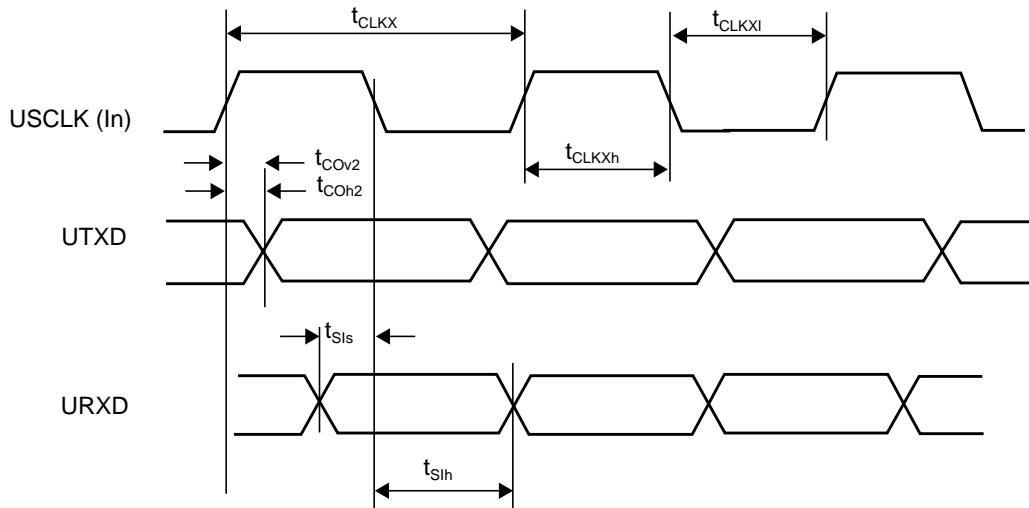 tCLKX
tCLKXl
USCLK (In)
tCLKXh
tCOv2
tCOh2
UTXD
tSIs
URXD
tSIh